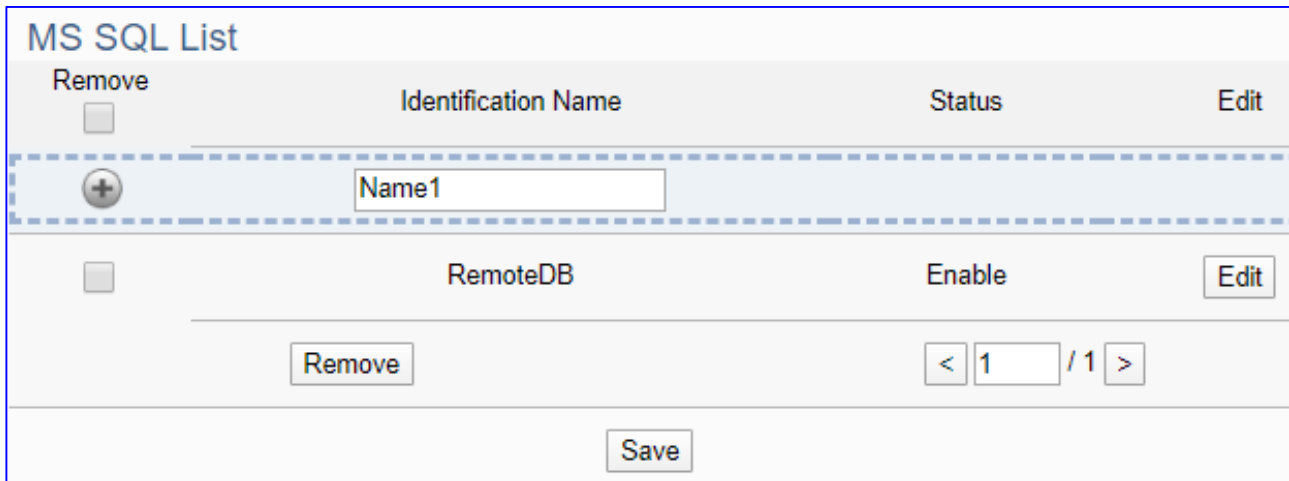 MS SQL List
Remove Identification Name Status Edit
Name1
RemoteDB Enable Edit
Remove < 1 / 1 >
Save